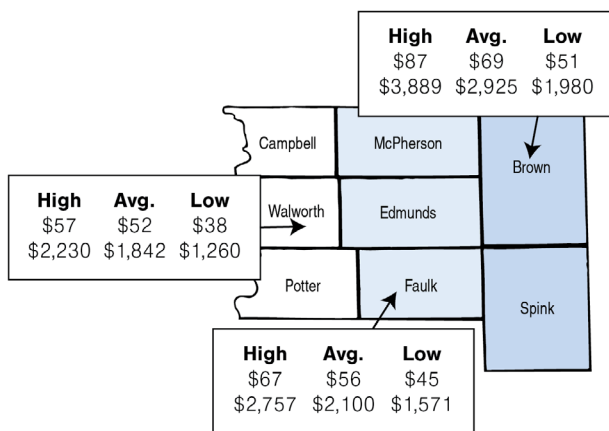 High Avg. Low
$87 $69 $51
$3,889 $2,925 $1,980
Campbell McPherson
Brown
High Avg. Low
$57 $52 $38
$2,230 $1,842 $1,260
Walworth Edmunds
Potter Faulk
Spink
High Avg. Low
$67 $56 $45
$2,757 $2,100 $1,571